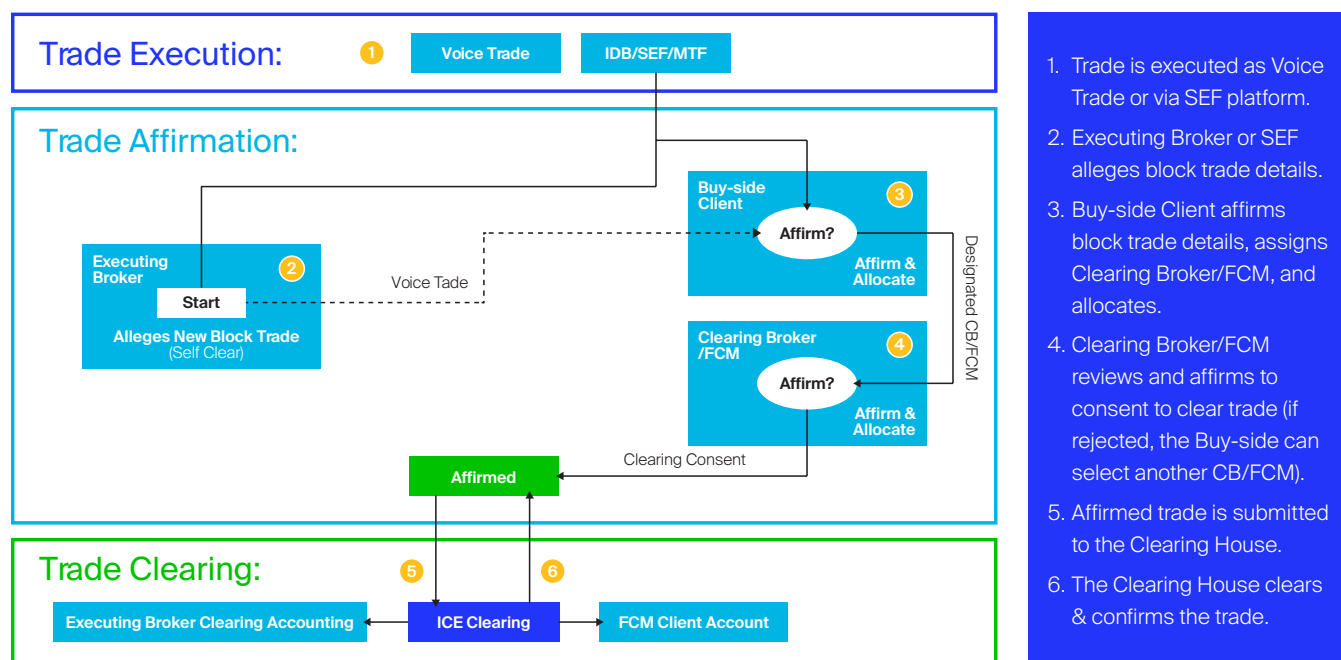 Trade Execution:
1
Voice Trade
IDB/SEF/MTF
Trade Affirmation:
Buy-side
Client
3
Affirm?
Affirm &
Allocate
Executing
Broker
2
Start
Alleges New Block Trade
(Self Clear)
Voice Tade
Designated CB/FCM
Clearing Broker
/FCM
4
Affirm?
Affirm &
Allocate
Clearing Consent
Affirmed
Trade Clearing:
5
6
Executing Broker Clearing Accounting
ICE Clearing
FCM Client Account
1. Trade is executed as Voice
Trade or via SEF platform.
2. Executing Broker or SEF
alleges block trade details.
3. Buy-side Client affirms
block trade details, assigns
Clearing Broker/FCM, and
allocates.
4. Clearing Broker/FCM
reviews and affirms to
consent to clear trade (if
rejected, the Buy-side can
select another CB/FCM).
5. Affirmed trade is submitted
to the Clearing House.
6. The Clearing House clears
& confirms the trade.